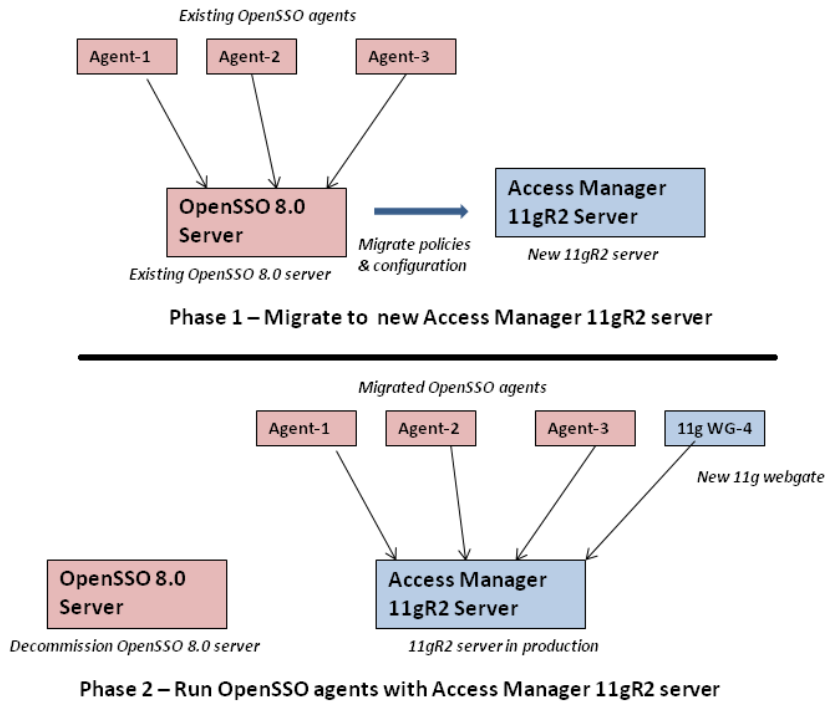 Existing OpenSSO agents
Agent-1
Agent-2
Agent-3
OpenSSO 8.0
Server
Access Manager
11gR2 Server
Migrate policies
& configuration
Existing OpenSSO 8.0 server
New 11gR2 server
Phase 1 – Migrate to new Access Manager 11gR2 server
Migrated OpenSSO agents
Agent-1
Agent-2
Agent-3
11g WG-4
New 11g webgate
OpenSSO 8.0
Server
Access Manager
11gR2 Server
Decommission OpenSSO 8.0 server
11gR2 server in production
Phase 2 – Run OpenSSO agents with Access Manager 11gR2 server